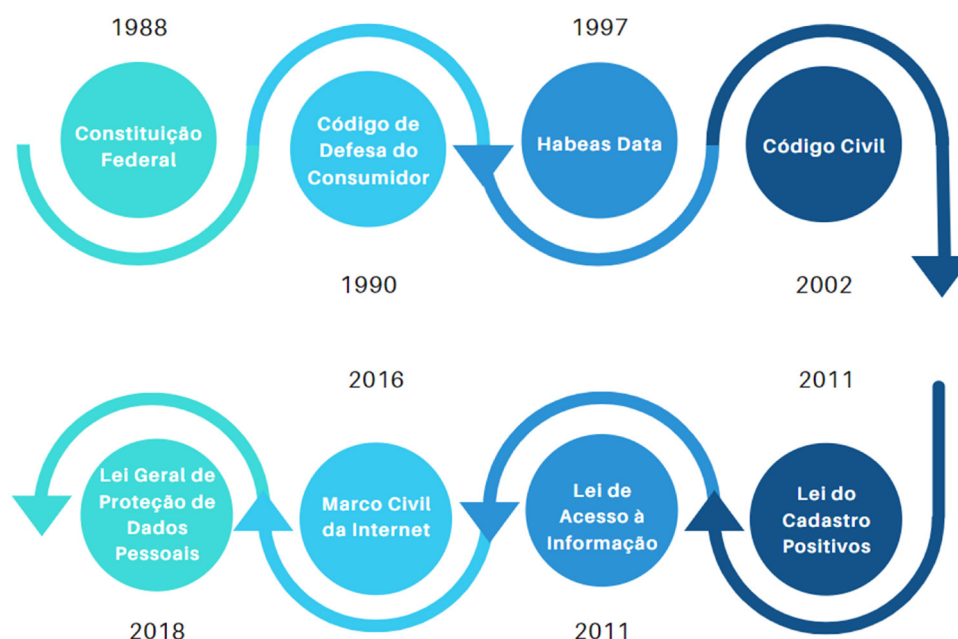 1988
Constituição
Federal
Código de
Defesa do
Consumidor
1990
1997
Habeas Data
Código Civil
2002
2011
Lei do
Cadastro
Positivos
Lei de
Acesso à
Informação
2011
2016
Marco Civil
da Internet
Lei Geral de
Proteção de
Dados
Pessoais
2018